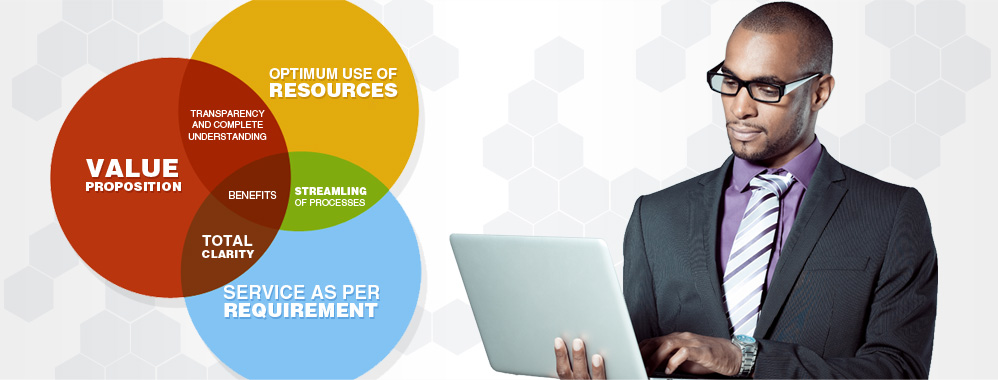 OPTIMUM USE OF
RESOURCES
TRANSPARENCY
AND COMPLETE
UNDERSTANDING
VALUE
PROPOSITION
BENEFITS
STREAMLING
OF PROCESSES
TOTAL
CLARITY
SERVICE AS PER
REQUIREMENT